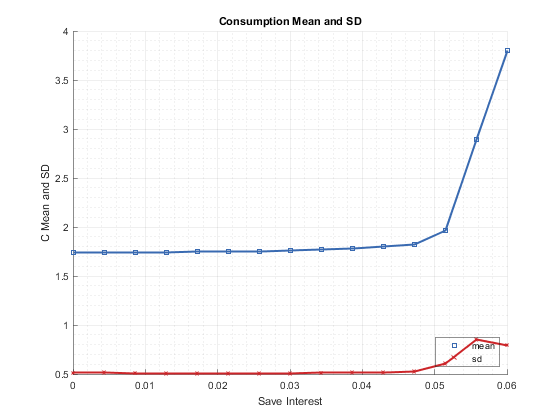 Consumption Mean and SD
4
3.5
3
2.5
2
1.5
1
0.5
C Mean and SD
mean
sd
0 0.01 0.02 0.03 0.04 0.05 0.06
Save Interest